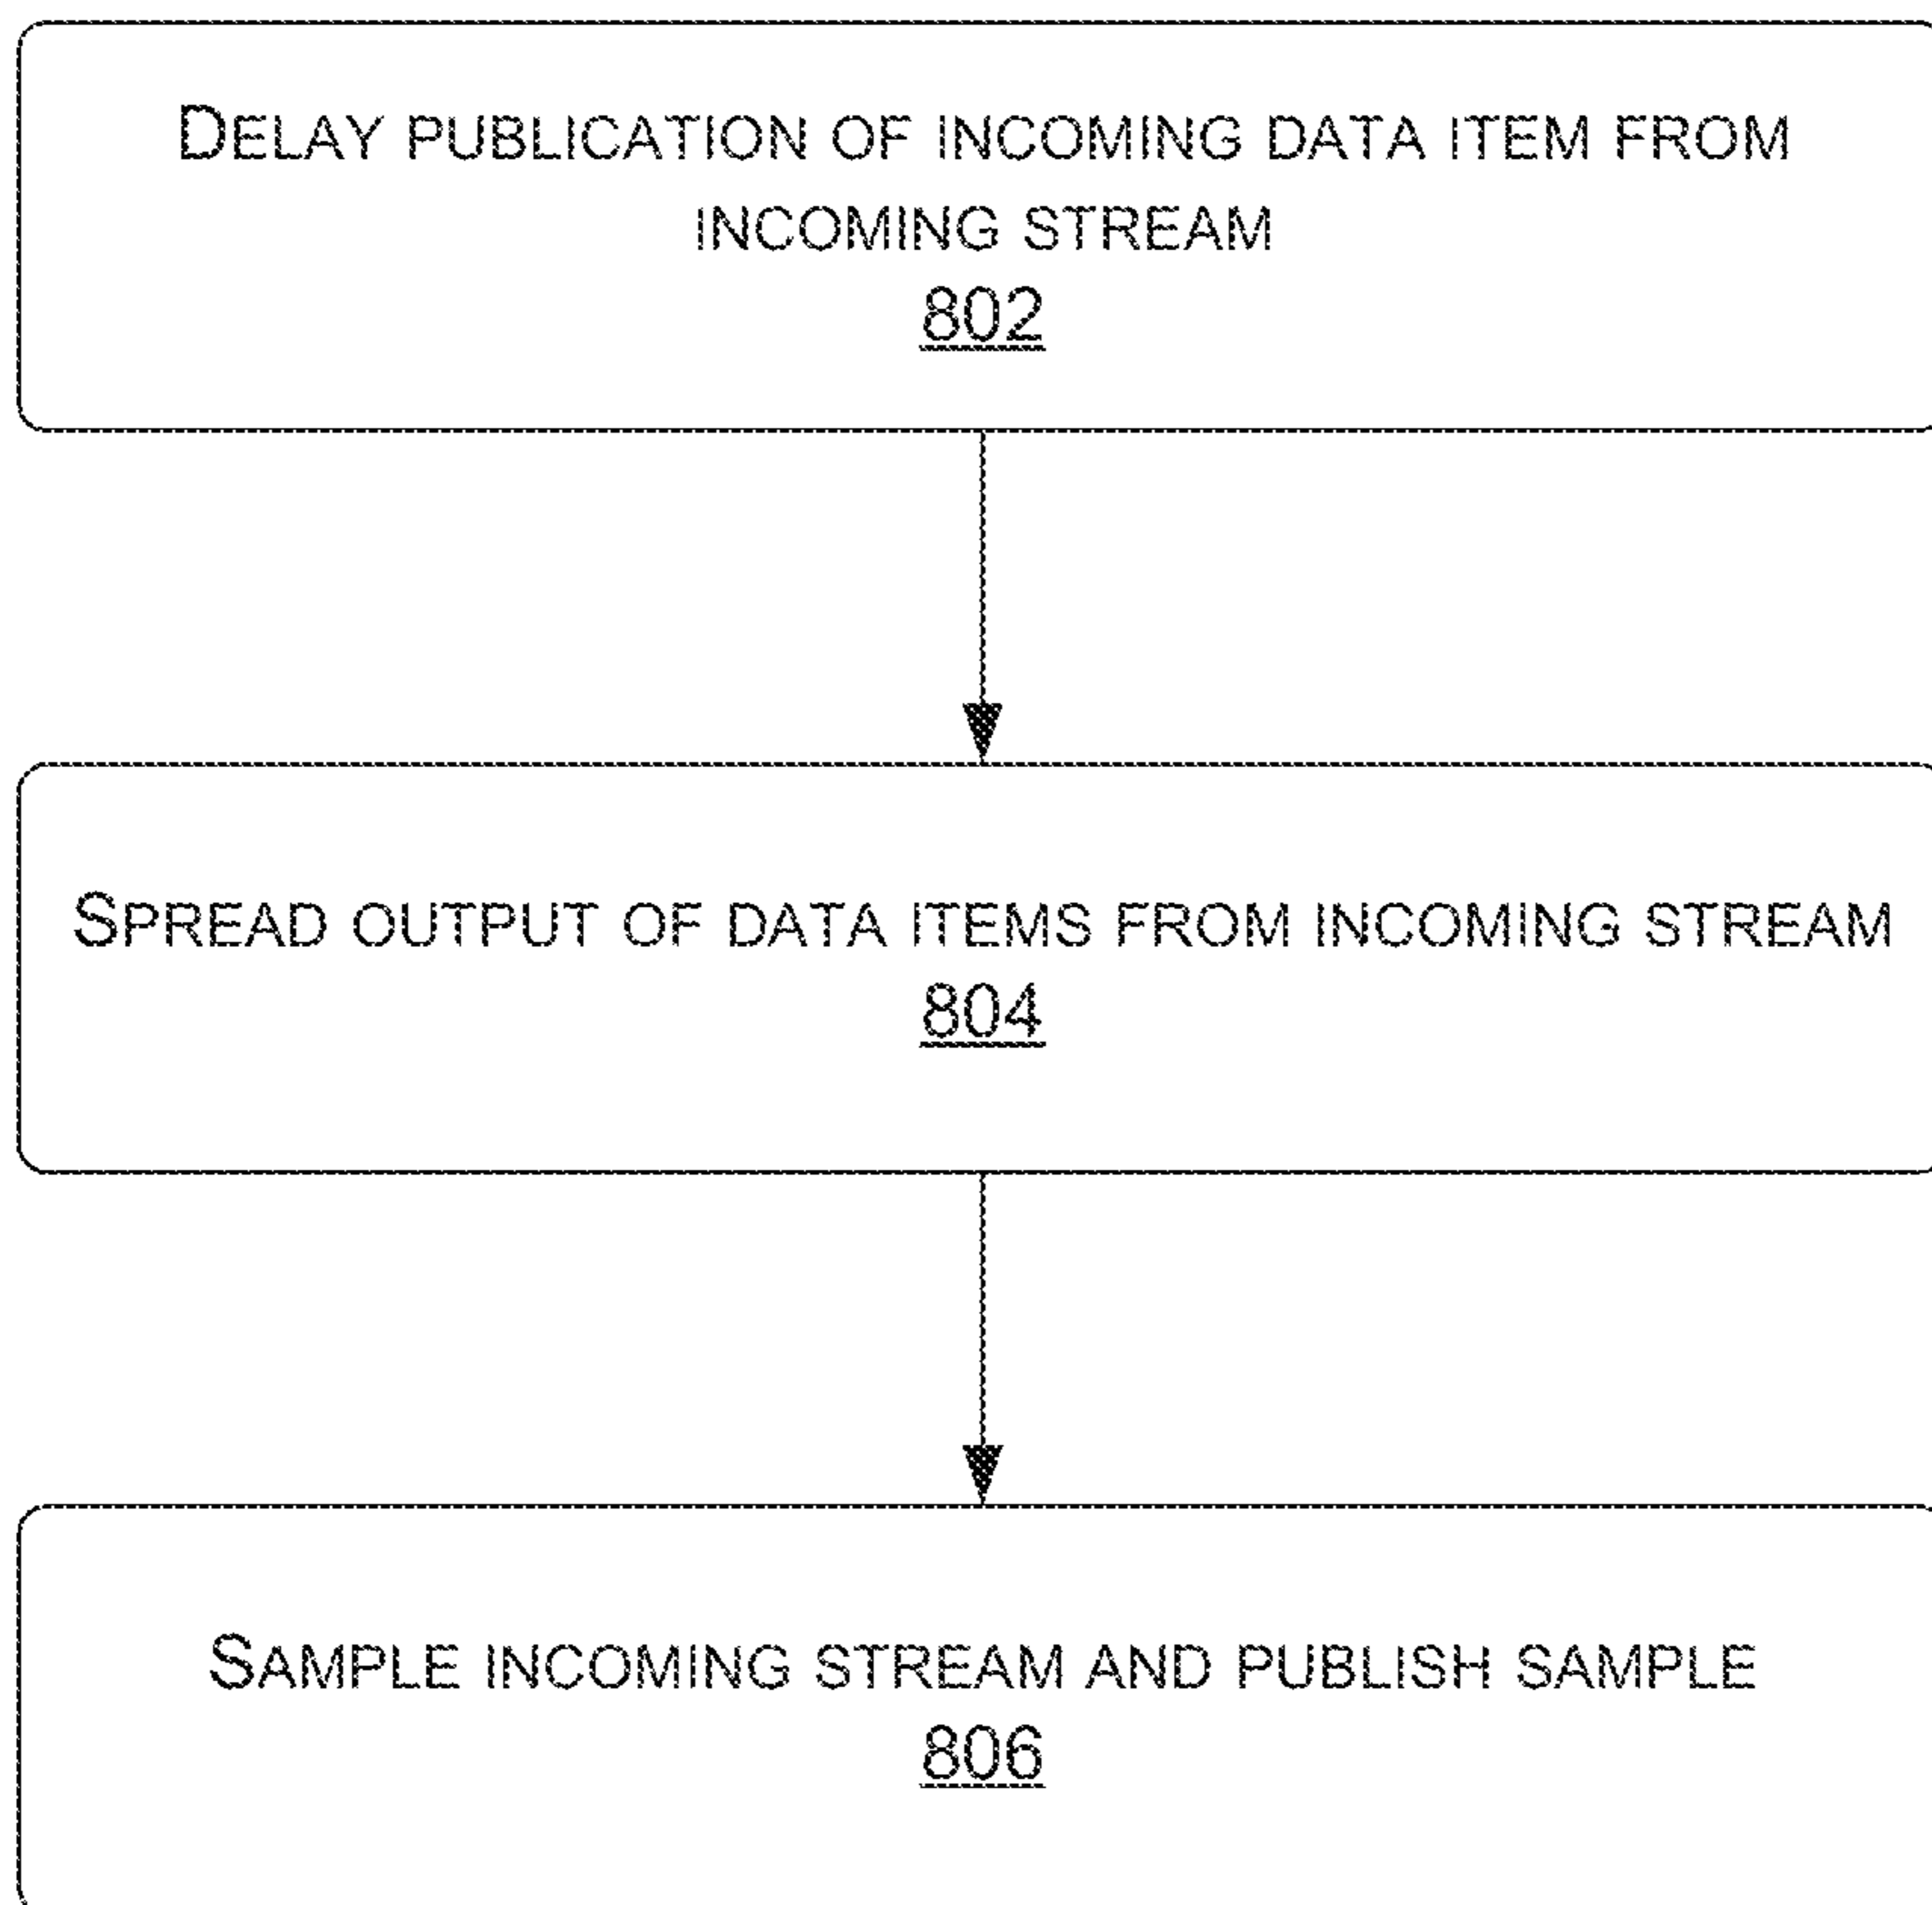 DELAY PUBLICATION OF INCOMING DATA ITEM FROM
INCOMING STREAM
802
SPREAD OUTPUT OF DATA ITEMS FROM INCOMING STREAM
804
SAMPLE INCOMING STREAM AND PUBLISH SAMPLE
806